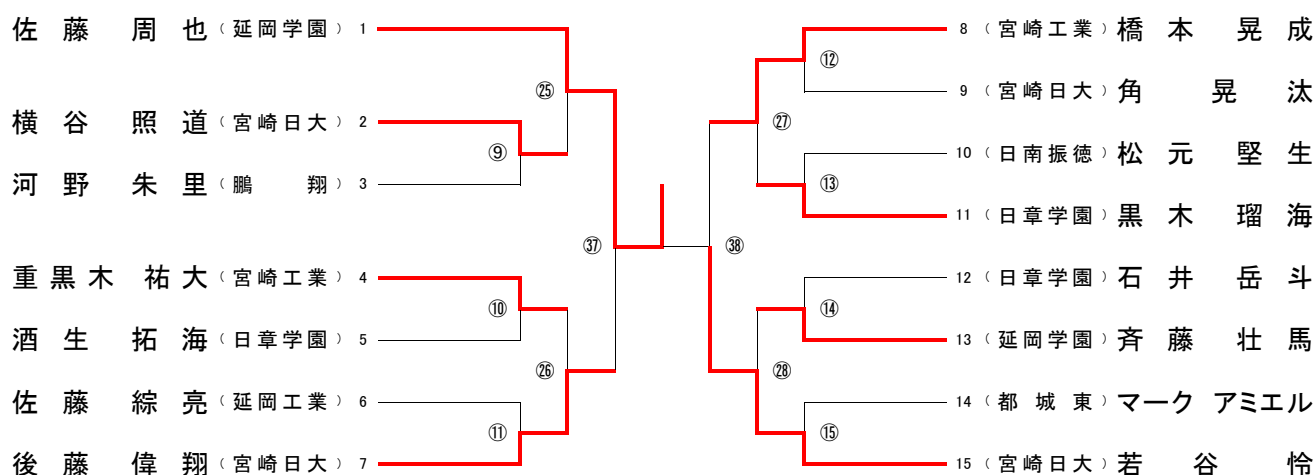 佐藤 周也 (延岡学園) 1
横谷 照道 (宮崎日大) 2
河野 朱里 (鵬 翔) 3
重黒木 祐大 (宮崎工業) 4
酒生 拓海 (日章学園) 5
佐藤 綜亮 (延岡工業) 6
後藤 偉翔 (宮崎日大) 7
㉕
⑨
㊲
⑩
㉖
⑪
8 (宮崎工業) 橋本 晃成
9 (宮崎日大) 角 晃汰
10 (日南振徳) 松元 堅生
11 (日章学園) 黒木 瑠海
12 (日章学園) 石井 岳斗
13 (延岡学園) 斉藤 壮馬
14 (都城東) マーク アミエル
15 (宮崎日大) 若谷 怜
⑫
㉗
⑬
㊳
⑭
㉘
⑮